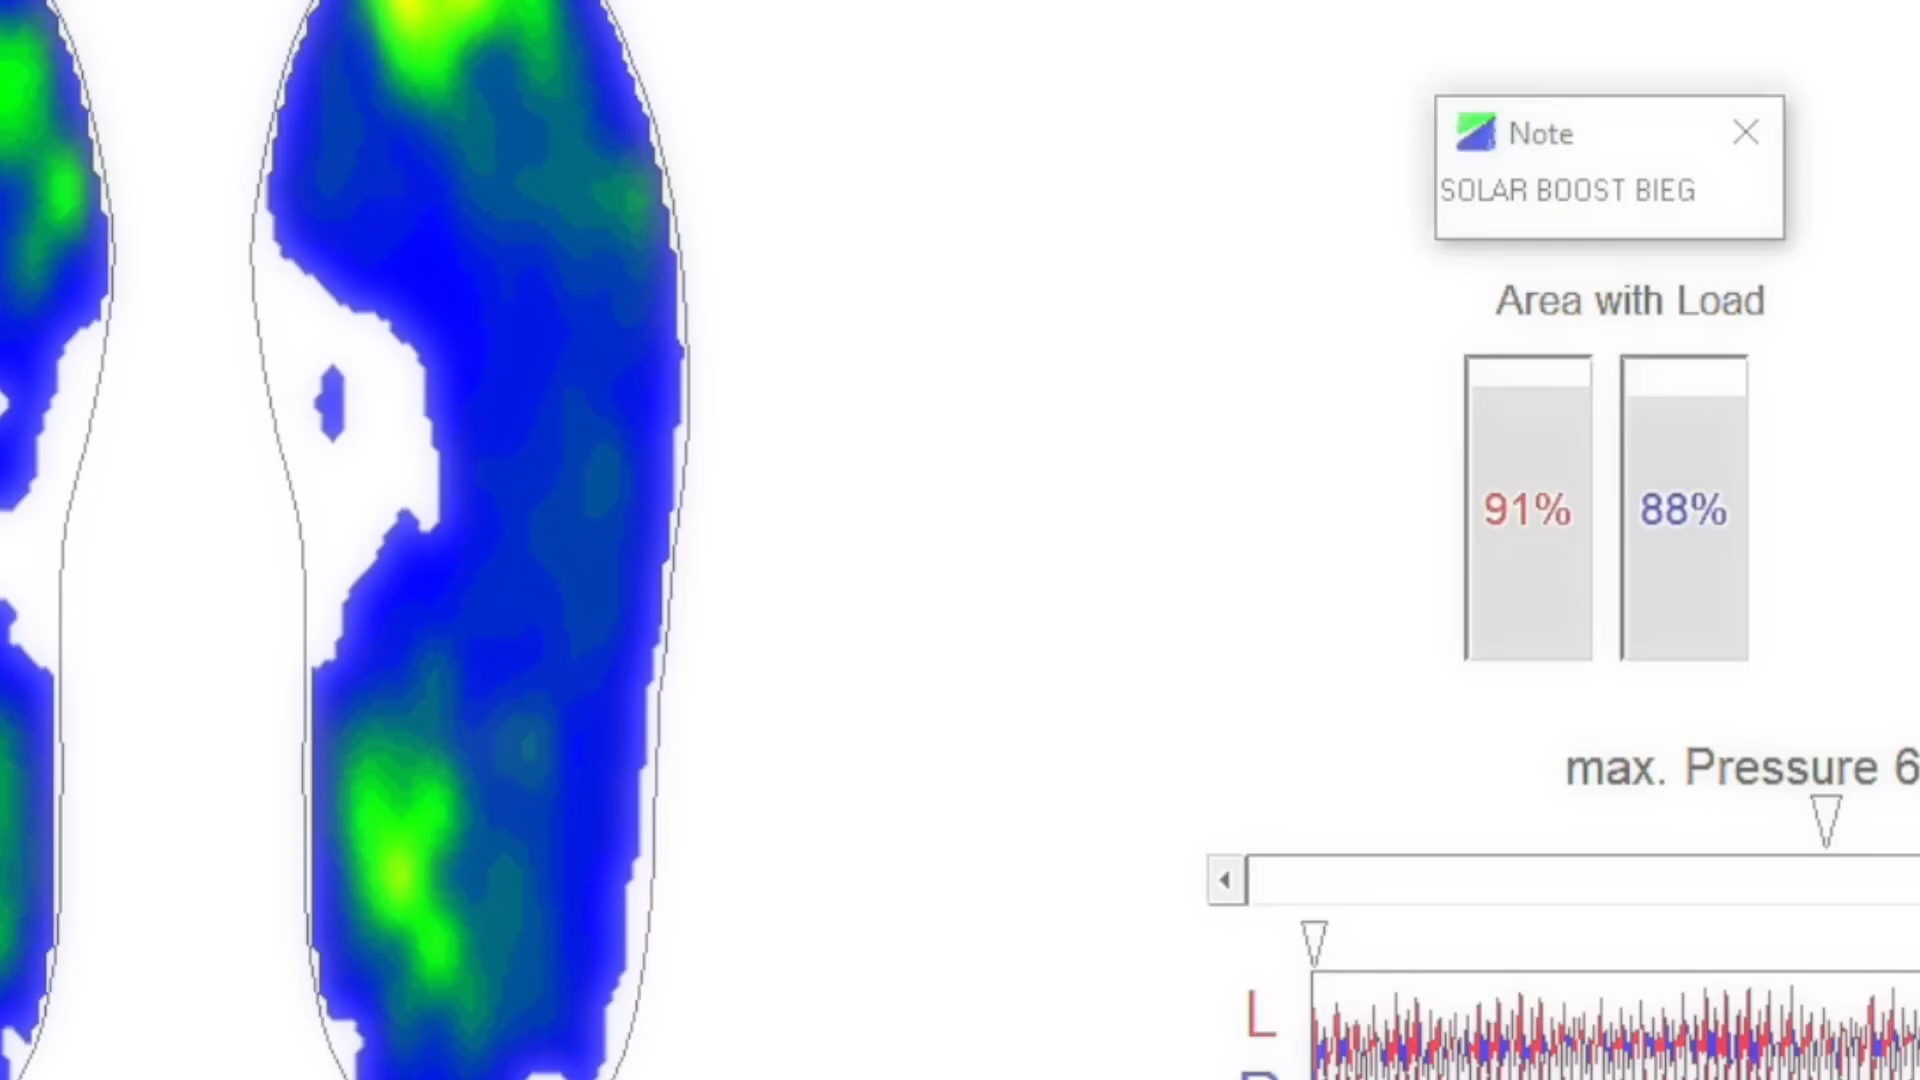 Note
SOLAR BOOST BIEG
Area with Load
91% 88%
max. Pressure 6
L